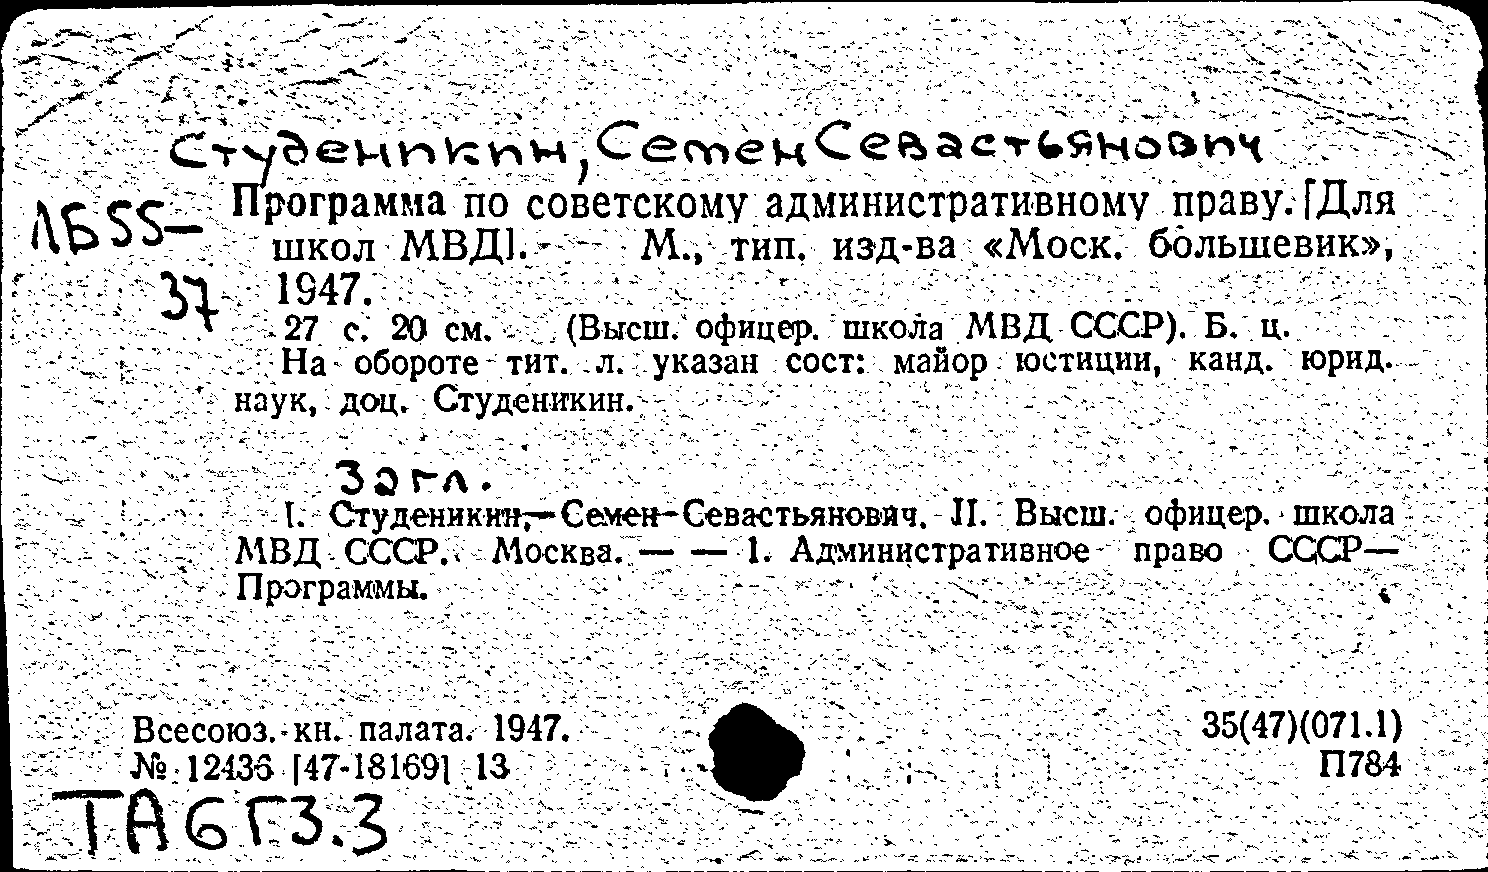 Студеникин, Семен Севастьянович
ЛБ55-
37
Программа по советскому административному праву. [Для
школ МВД]. М., тип. изд-ва «Моск. большевик»,
1947.
27 с. 20 см. (Высш. офицер. школа МВД СССР). Б. ц.
На обороте тит. л. указан сост: майор юстиции, канд. юрид.
наук, доц. Студеникин.
Загл.
I. Студеникин, Семен Севастьянович. II. Высш. офицер. школа
МВД СССР. Москва. — — 1. Административное право СССР—
Программы.
Всесоюз. кн. палата. 1947.
№ 12436 [47-18169] 13
35(47)(071.1)
П784
ТА6Г3.3